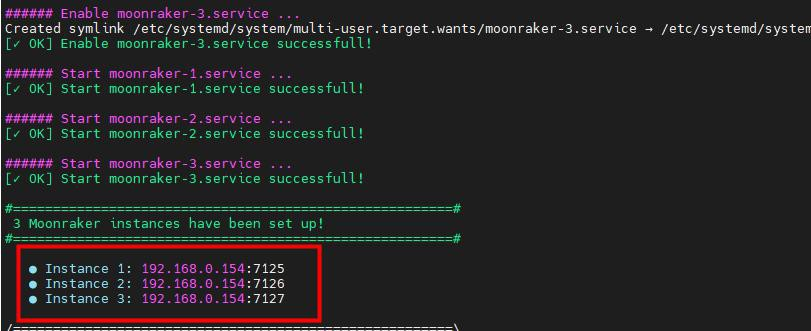 ###### Enable moonraker-3.service ...
Created symlink /etc/systemd/system/multi-user.target.wants/moonraker-3.service → /etc/systemd/system
[✓ OK] Enable moonraker-3.service successfull!
###### Start moonraker-1.service ...
[✓ OK] Start moonraker-1.service successfull!
###### Start moonraker-2.service ...
[✓ OK] Start moonraker-2.service successfull!
###### Start moonraker-3.service ...
[✓ OK] Start moonraker-3.service successfull!
#=======================================================#
3 Moonraker instances have been set up!
#=======================================================#
● Instance 1: 192.168.0.154:7125
● Instance 2: 192.168.0.154:7126
● Instance 3: 192.168.0.154:7127
/=======================================================\